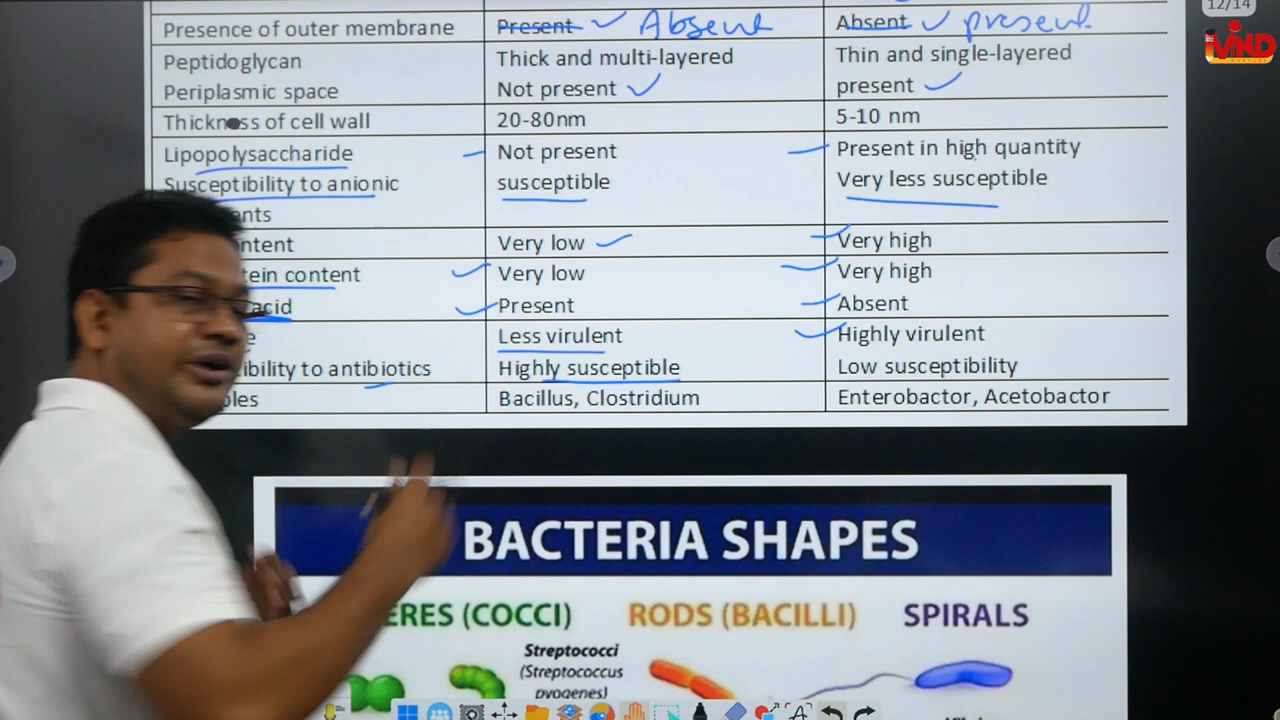 12/14
Presence of outer membrane Present Absent Absent present
Peptidoglycan Thick and multi-layered Thin and single-layered
Periplasmic space Not present present
Thickness of cell wall 20-80nm 5-10 nm
Lipopolysaccharide Not present Present in high quantity
Susceptibility to anionic susceptible Very less susceptible
ents
ntent Very low Very high
tein content Very low Very high
acid Present Absent
e Less virulent Highly virulent
ibility to antibiotics Highly susceptible Low susceptibility
ples Bacillus, Clostridium Enterobactor, Acetobactor
BACTERIA SHAPES
ERES (COCCI) RODS (BACILLI) SPIRALS
Streptococci
(Streptococcus
pyogenes)